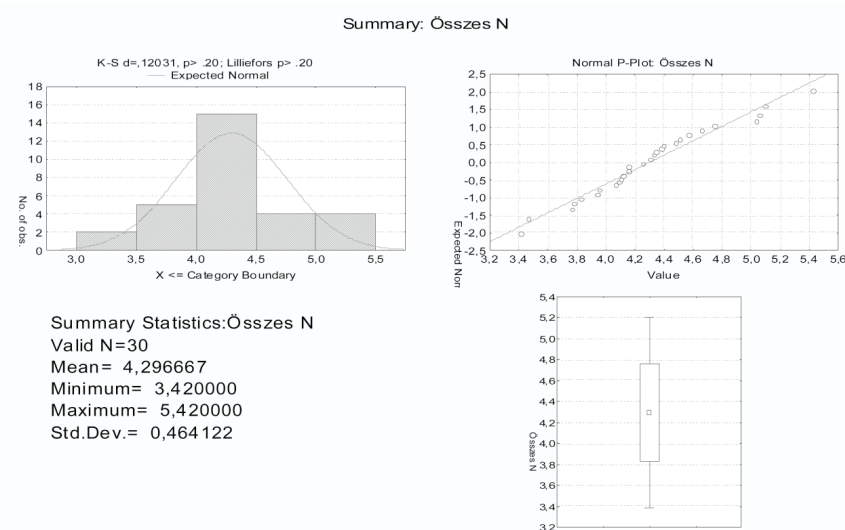 Summary: Összes N
K-S d=,12031, p> .20; Lilliefors p> .20
Expected Normal
18
16
14
12
10
8
6
4
2
0
No. of obs.
3,0 3,5 4,0 4,5 5,0 5,5
X <= Category Boundary
Normal P-Plot: Összes N
2,5
2,0
1,5
1,0
0,5
0,0
-0,5
-1,0
-1,5
-2,0
-2,5
Expected Norr
3,2 3,4 3,6 3,8 4,0 4,2 4,4 4,6 4,8 5,0 5,2 5,4 5,6
Value
Summary Statistics:Összes N
Valid N=30
Mean= 4,296667
Minimum= 3,420000
Maximum= 5,420000
Std.Dev.= 0,464122
5,4
5,2
5,0
4,8
4,6
4,4
4,2
4,0
3,8
3,6
3,4
3,2
Összes N